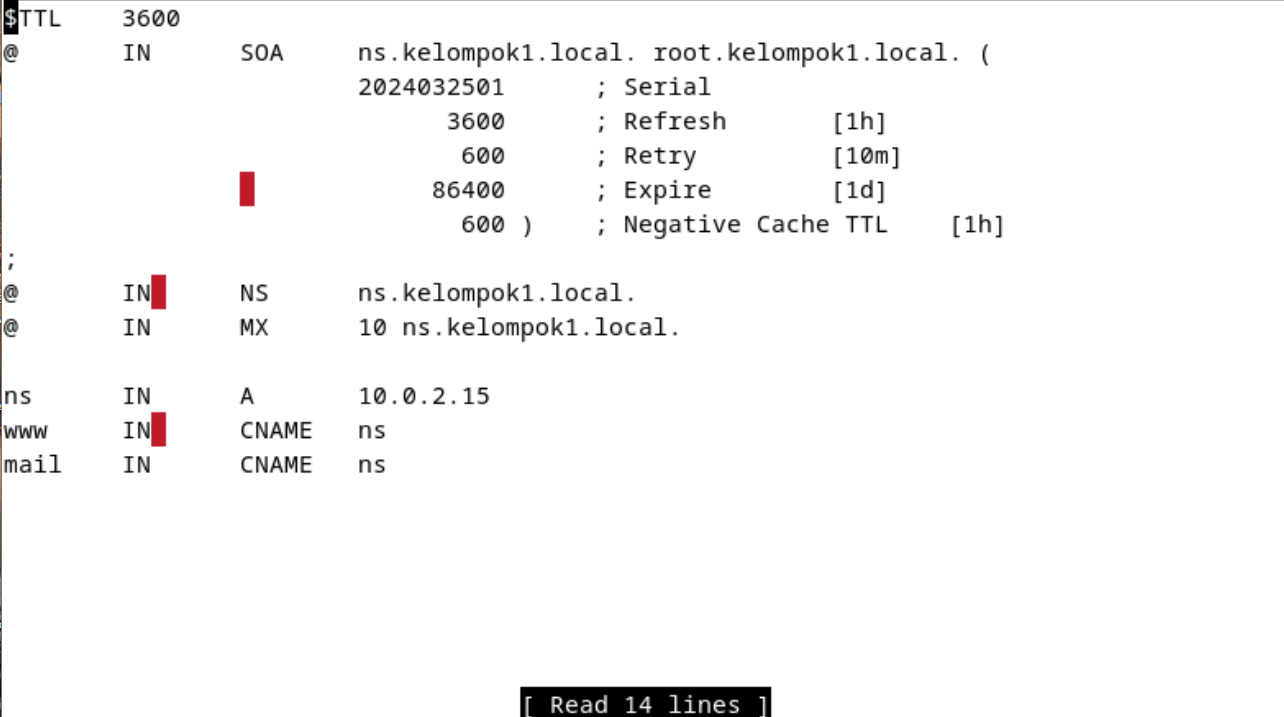 $TTL 3600
@ IN SOA ns.kelompok1.local. root.kelompok1.local. (
2024032501 ; Serial
3600 ; Refresh [1h]
600 ; Retry [10m]
86400 ; Expire [1d]
600 ) ; Negative Cache TTL [1h]
;
@ IN NS ns.kelompok1.local.
@ IN MX 10 ns.kelompok1.local.
ns IN A 10.0.2.15
www IN CNAME ns
mail IN CNAME ns
[ Read 14 lines ]